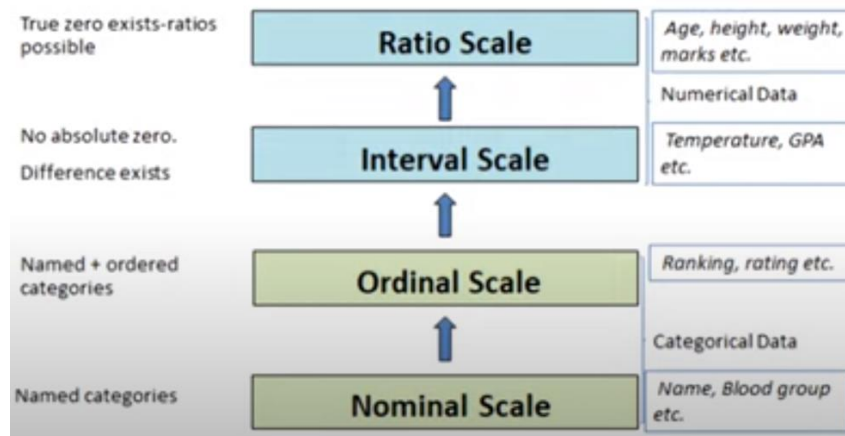 True zero exists-ratios
possible
Ratio Scale
Age, height, weight,
marks etc.
Numerical Data
No absolute zero.
Difference exists
Interval Scale
Temperature, GPA
etc.
Named + ordered
categories
Ordinal Scale
Ranking, rating etc.
Categorical Data
Named categories
Nominal Scale
Name, Blood group
etc.